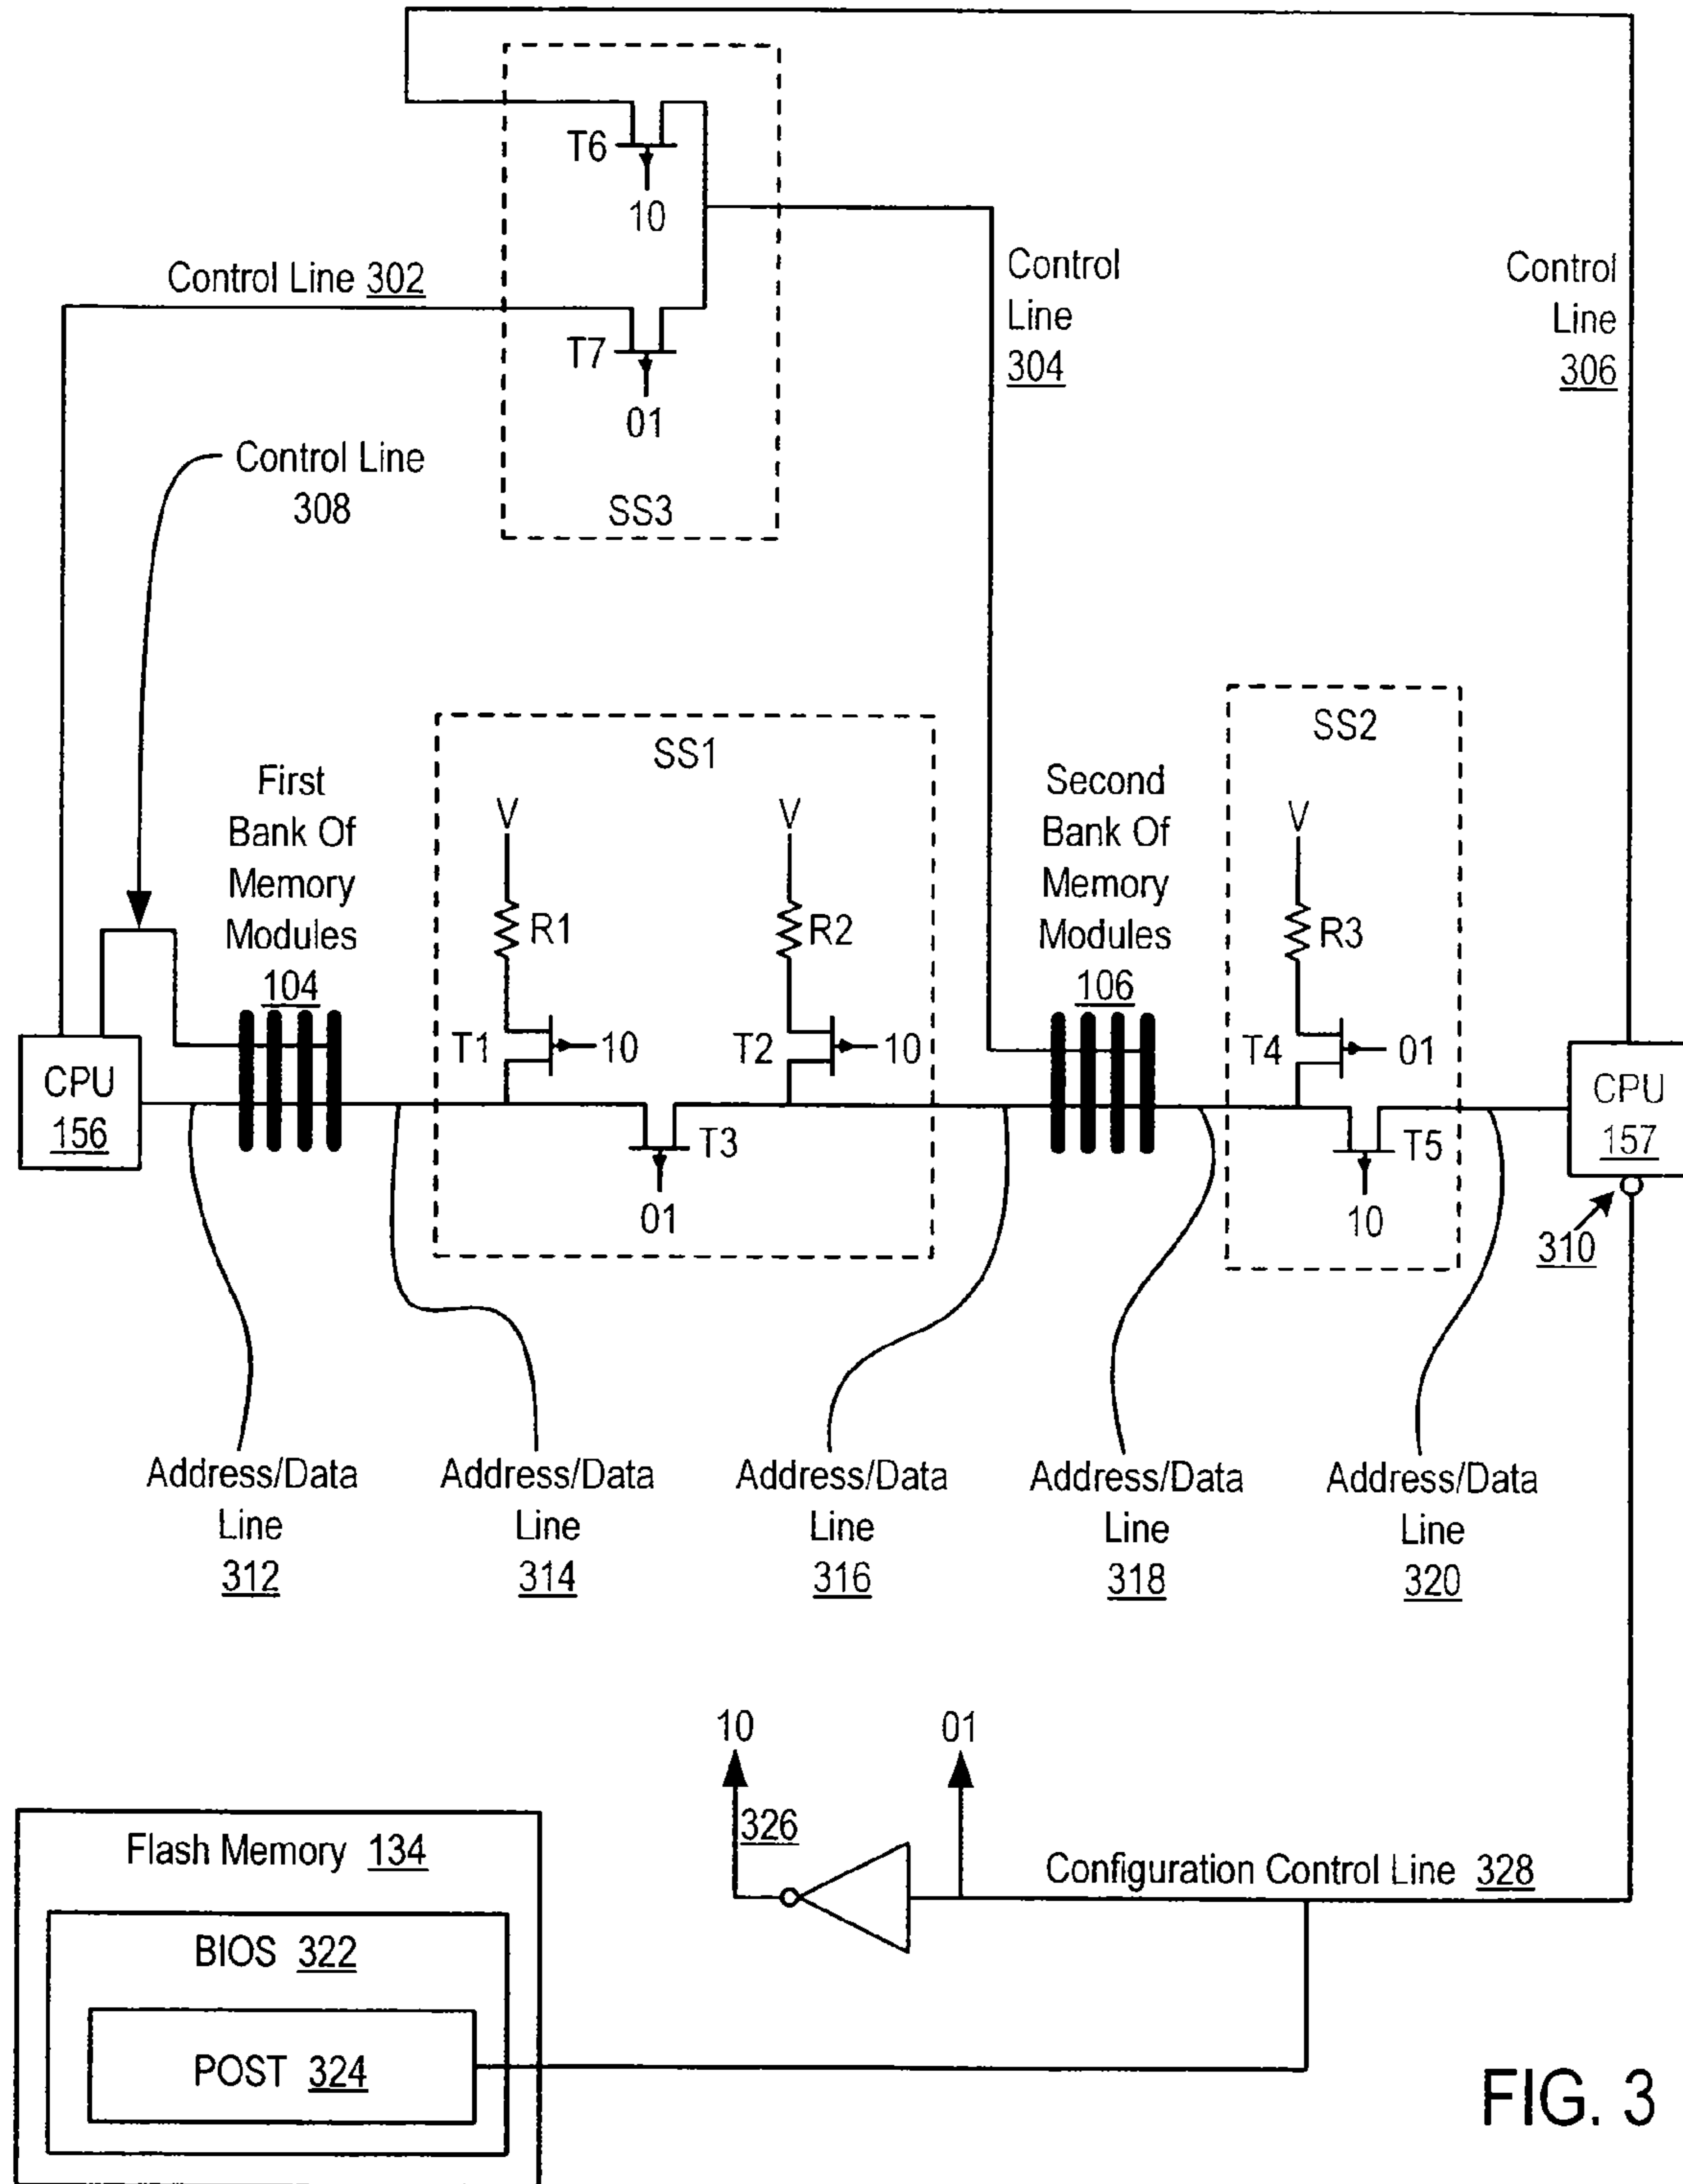 T6
10
Control Line 302
T7
01
SS3
Control
Line
304
Control
Line
306
Control Line
308
First
Bank Of
Memory
Modules
104
SS1
V
R1
T1
10
V
R2
T2
10
T3
01
Second
Bank Of
Memory
Modules
106
SS2
V
R3
T4
01
T5
10
CPU
156
CPU
157
310
Address/Data
Line
312
Address/Data
Line
314
Address/Data
Line
316
Address/Data
Line
318
Address/Data
Line
320
10
01
326
Configuration Control Line 328
Flash Memory 134
BIOS 322
POST 324
FIG. 3